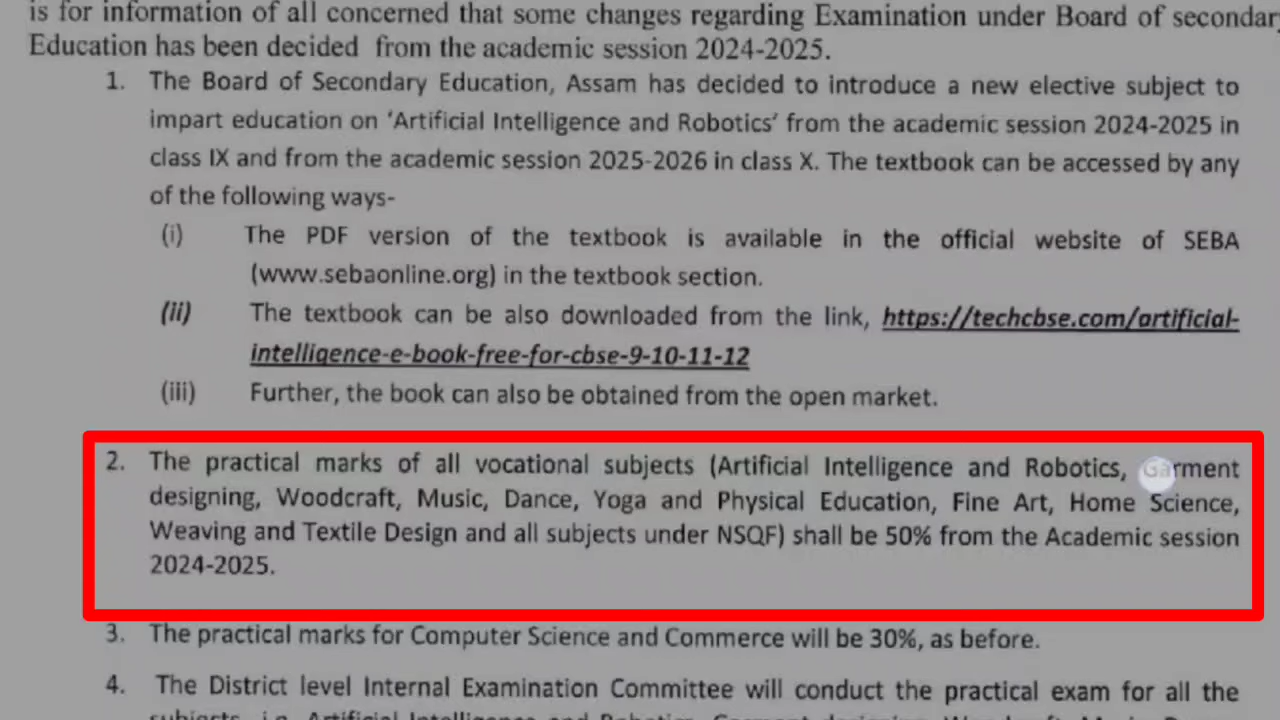 is for information of all concerned that some changes regarding Examination under Board of secondar
Education has been decided from the academic session 2024-2025.
1. The Board of Secondary Education, Assam has decided to introduce a new elective subject to
impart education on ‘Artificial Intelligence and Robotics’ from the academic session 2024-2025 in
class IX and from the academic session 2025-2026 in class X. The textbook can be accessed by any
of the following ways-
(i) The PDF version of the textbook is available in the official website of SEBA
(www.sebaonline.org) in the textbook section.
(ii) The textbook can be also downloaded from the link, https://techcbse.com/artificial-
intelligence-e-book-free-for-cbse-9-10-11-12
(iii) Further, the book can also be obtained from the open market.
2. The practical marks of all vocational subjects (Artificial Intelligence and Robotics, Garment
designing, Woodcraft, Music, Dance, Yoga and Physical Education, Fine Art, Home Science,
Weaving and Textile Design and all subjects under NSQF) shall be 50% from the Academic session
2024-2025.
3. The practical marks for Computer Science and Commerce will be 30%, as before.
4. The District level Internal Examination Committee will conduct the practical exam for all the